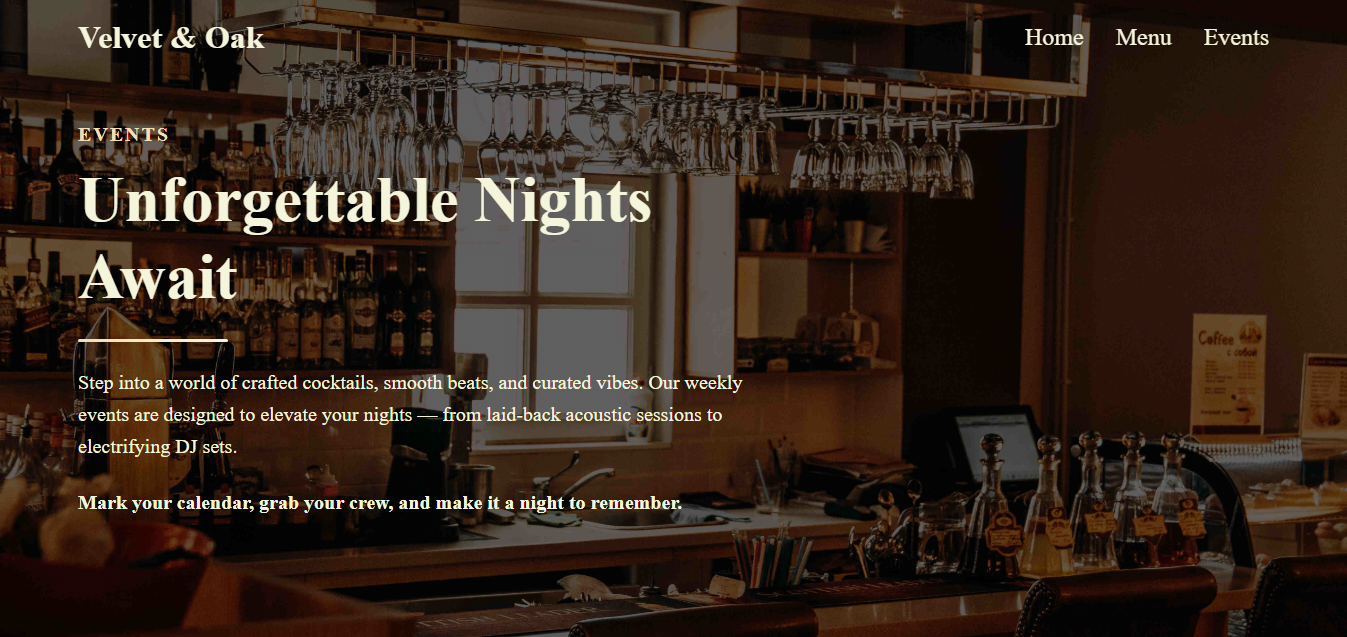 Velvet & Oak
Home Menu Events
EVENTS
Unforgettable Nights
Await
Step into a world of crafted cocktails, smooth beats, and curated vibes. Our weekly
events are designed to elevate your nights — from laid-back acoustic sessions to
electrifying DJ sets.
Mark your calendar, grab your crew, and make it a night to remember.
Coffee
с собой